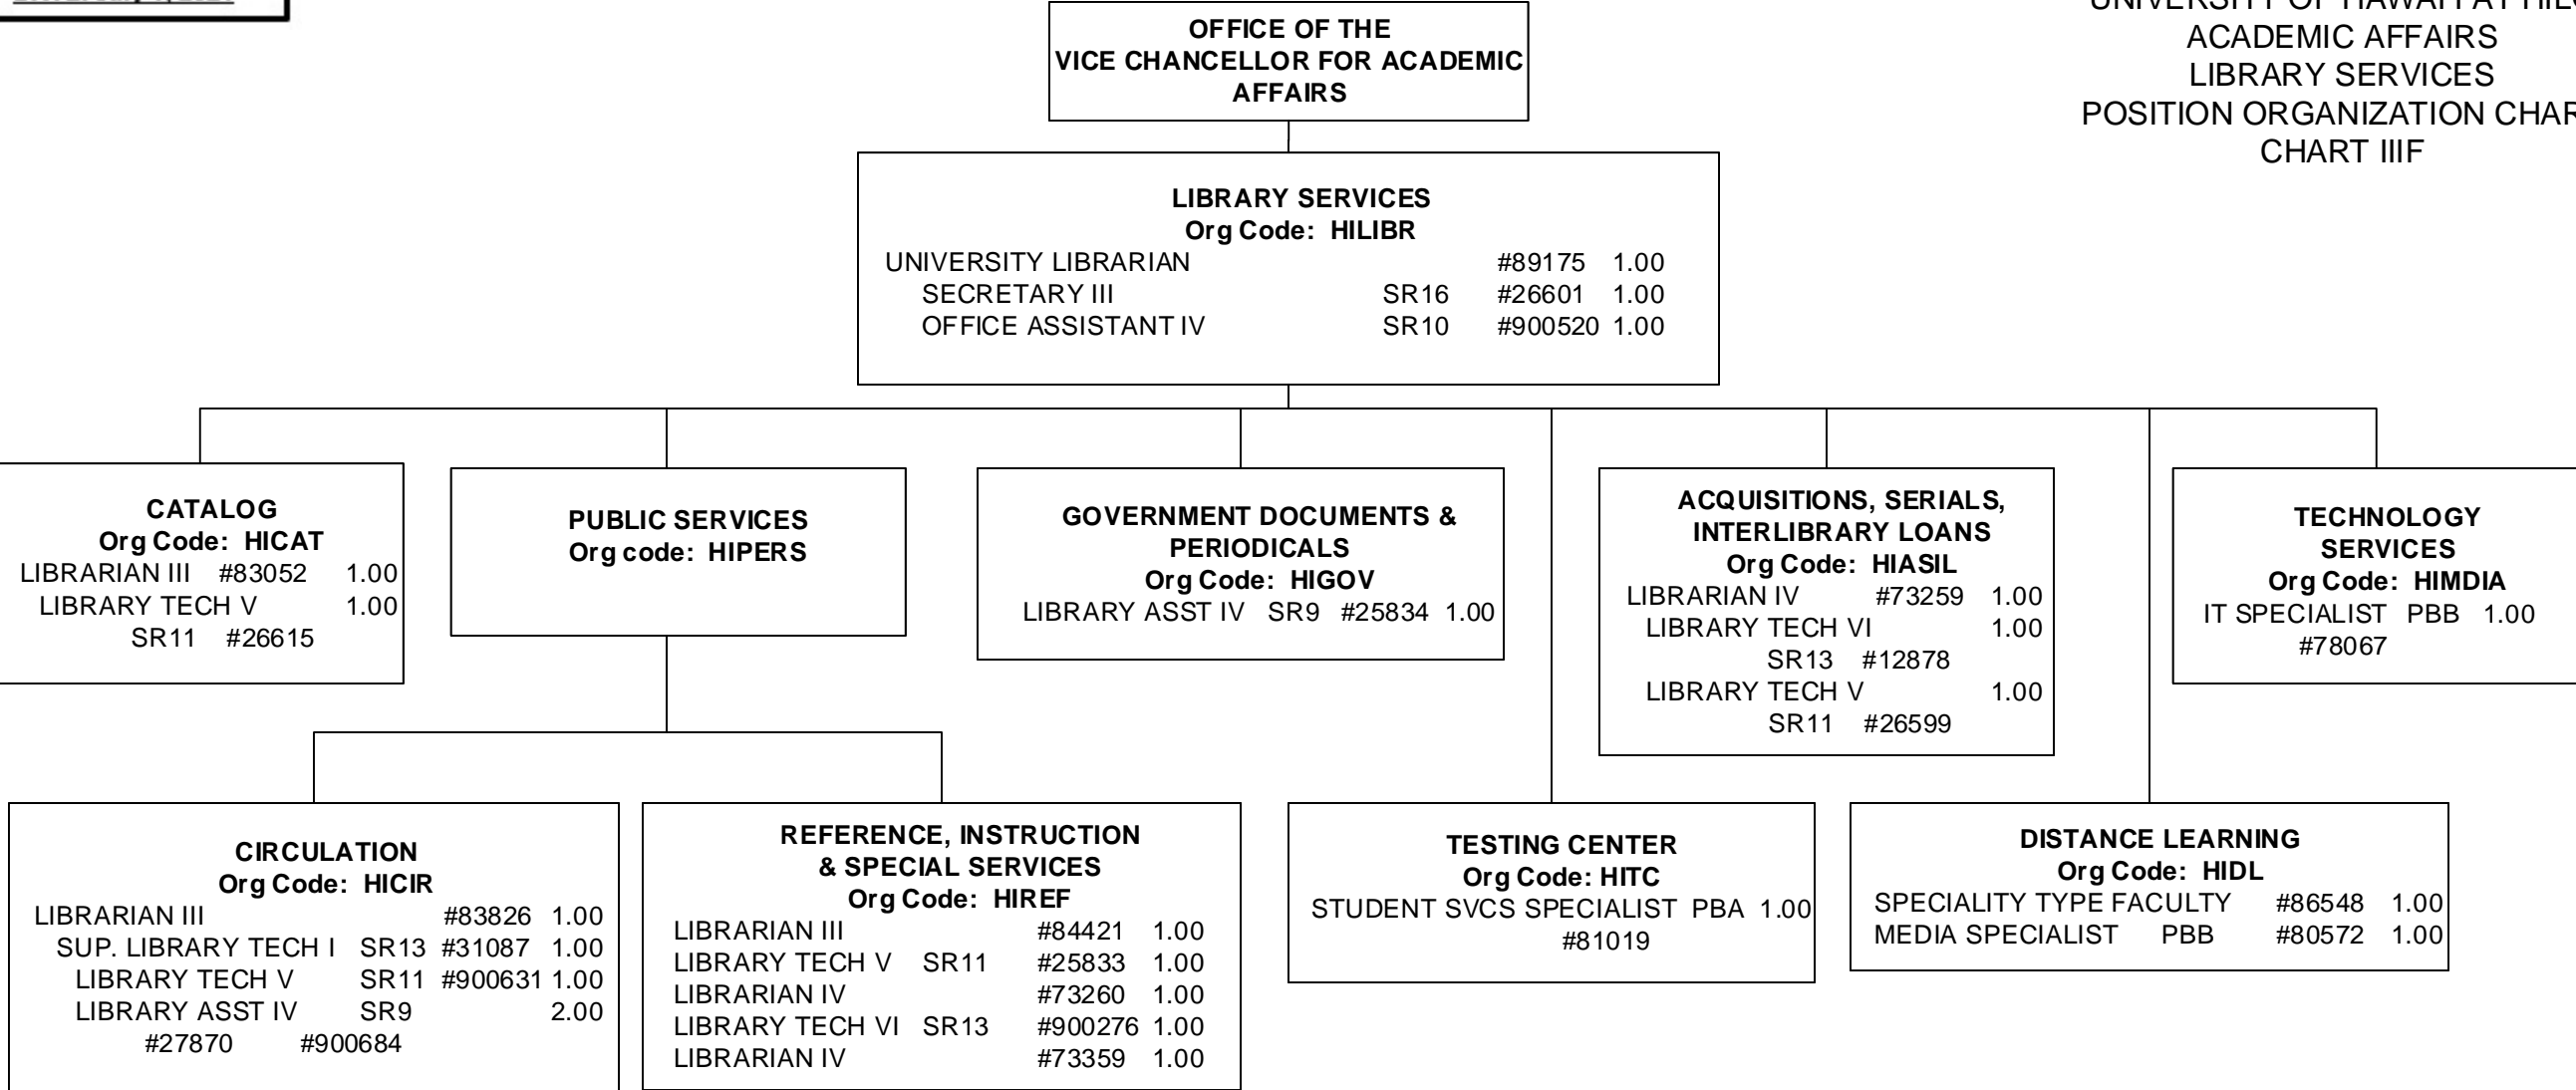 UNIVERSITY OF HAWAI'I AT
ACADEMIC AFFAIRS
LIBRARY SERVICES
POSITION ORGANIZATION
CHART IIIF
OFFICE OF THE
VICE CHANCELLOR FOR ACADEMIC
AFFAIRS
LIBRARY SERVICES
Org Code: HILIBR
UNIVERSITY LIBRARIAN #89175 1.00
SECRETARY III SR16 #26601 1.00
OFFICE ASSISTANT IV SR10 #900520 1.00
CATALOG
Org Code: HICAT
LIBRARIAN III #83052 1.00
LIBRARY TECH V 1.00
SR11 #26615
PUBLIC SERVICES
Org code: HIPERS
GOVERNMENT DOCUMENTS &
PERIODICALS
Org Code: HIGOV
LIBRARY ASST IV SR9 #25834 1.00
ACQUISITIONS, SERIALS,
INTERLIBRARY LOANS
Org Code: HIASIL
LIBRARIAN IV #73259 1.00
LIBRARY TECH VI 1.00
SR13 #12878
LIBRARY TECH V 1.00
SR11 #26599
TECHNOLOGY
SERVICES
Org Code: HIMDIA
IT SPECIALIST PBB 1.00
#78067
CIRCULATION
Org Code: HICIR
LIBRARIAN III #83826 1.00
SUP. LIBRARY TECH I SR13 #31087 1.00
LIBRARY TECH V SR11 #900631 1.00
LIBRARY ASST IV SR9 2.00
#27870 #900684
REFERENCE, INSTRUCTION
& SPECIAL SERVICES
Org Code: HIREF
LIBRARIAN III #84421 1.00
LIBRARY TECH V SR11 #25833 1.00
LIBRARIAN IV #73260 1.00
LIBRARY TECH VI SR13 #900276 1.00
LIBRARIAN IV #73359 1.00
TESTING CENTER
Org Code: HITC
STUDENT SVCS SPECIALIST PBA 1.00
#81019
DISTANCE LEARNING
Org Code: HIDL
SPECIALITY TYPE FACULTY #86548 1.00
MEDIA SPECIALIST PBB #80572 1.00